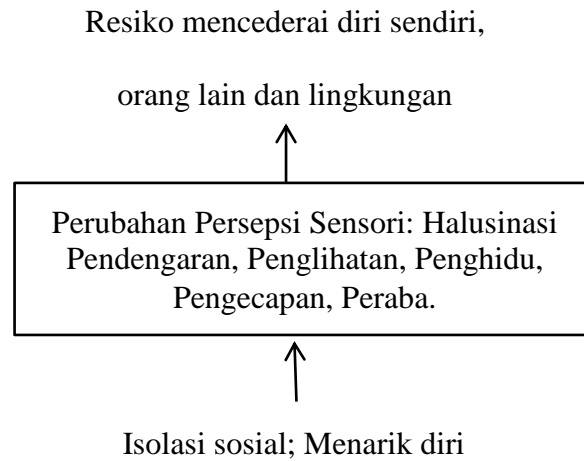 Resiko mencederai diri sendiri,
orang lain dan lingkungan
Perubahan Persepsi Sensori: Halusinasi
Pendengaran, Penglihatan, Penghidu,
Pengecapan, Peraba.
Isolasi sosial; Menarik diri